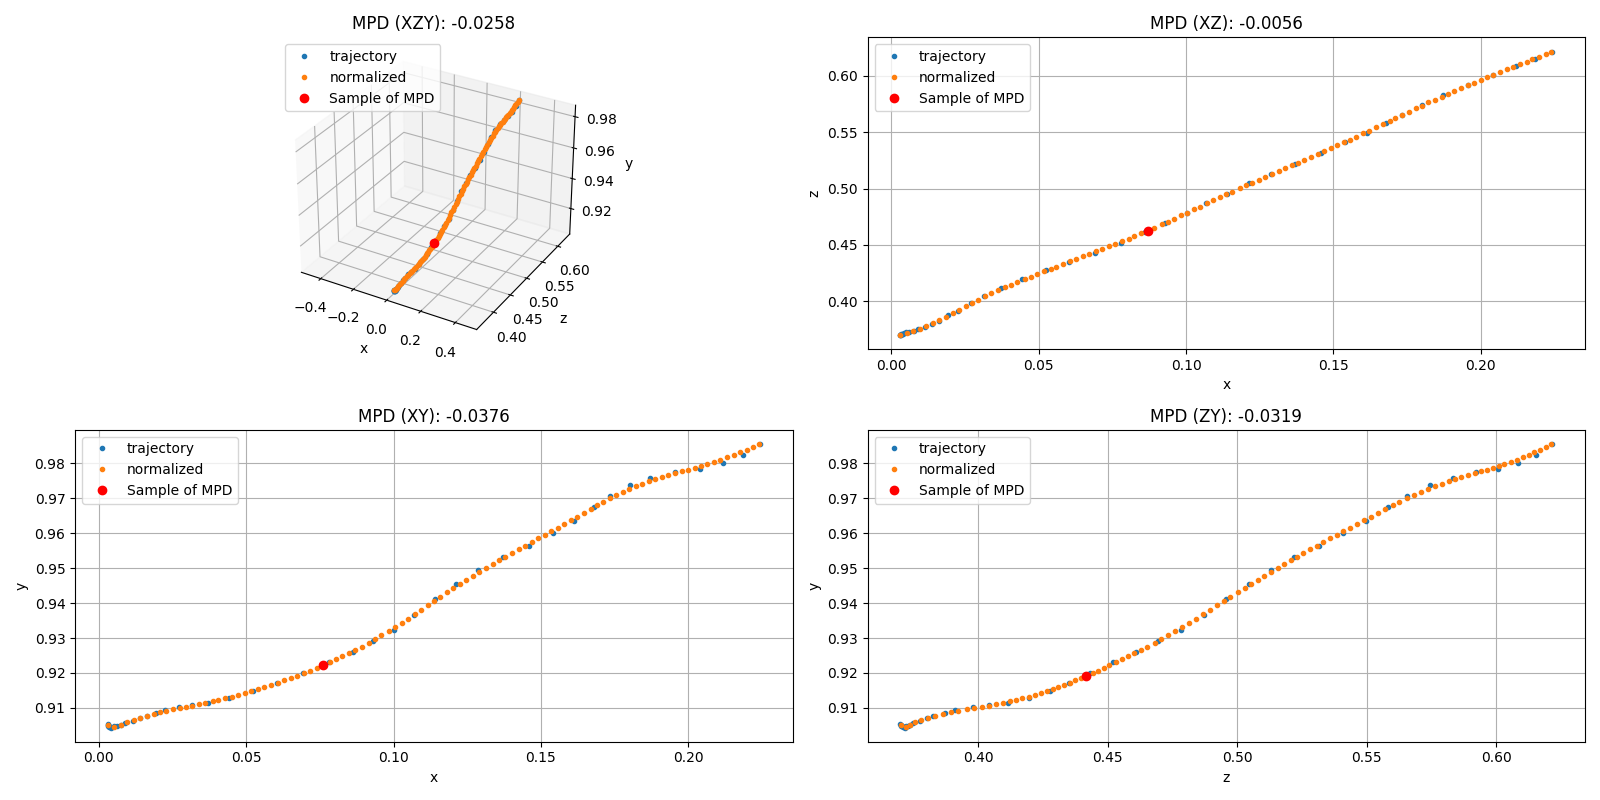 MPD (XZY): -0.0258
trajectory
normalized
Sample of MPD
0.98
0.96
0.94
0.92
y
−0.4
−0.2
0.0
0.2
0.4
x
0.40
0.45
0.50
0.55
0.60
z
MPD (XZ): -0.0056
trajectory
normalized
Sample of MPD
0.60
0.55
0.50
0.45
0.40
z
0.00 0.05 0.10 0.15 0.20
x
MPD (XY): -0.0376
trajectory
normalized
Sample of MPD
0.98
0.97
0.96
0.95
0.94
0.93
0.92
0.91
y
0.00 0.05 0.10 0.15 0.20
x
MPD (ZY): -0.0319
trajectory
normalized
Sample of MPD
0.98
0.97
0.96
0.95
0.94
0.93
0.92
0.91
y
0.40 0.45 0.50 0.55 0.60
z